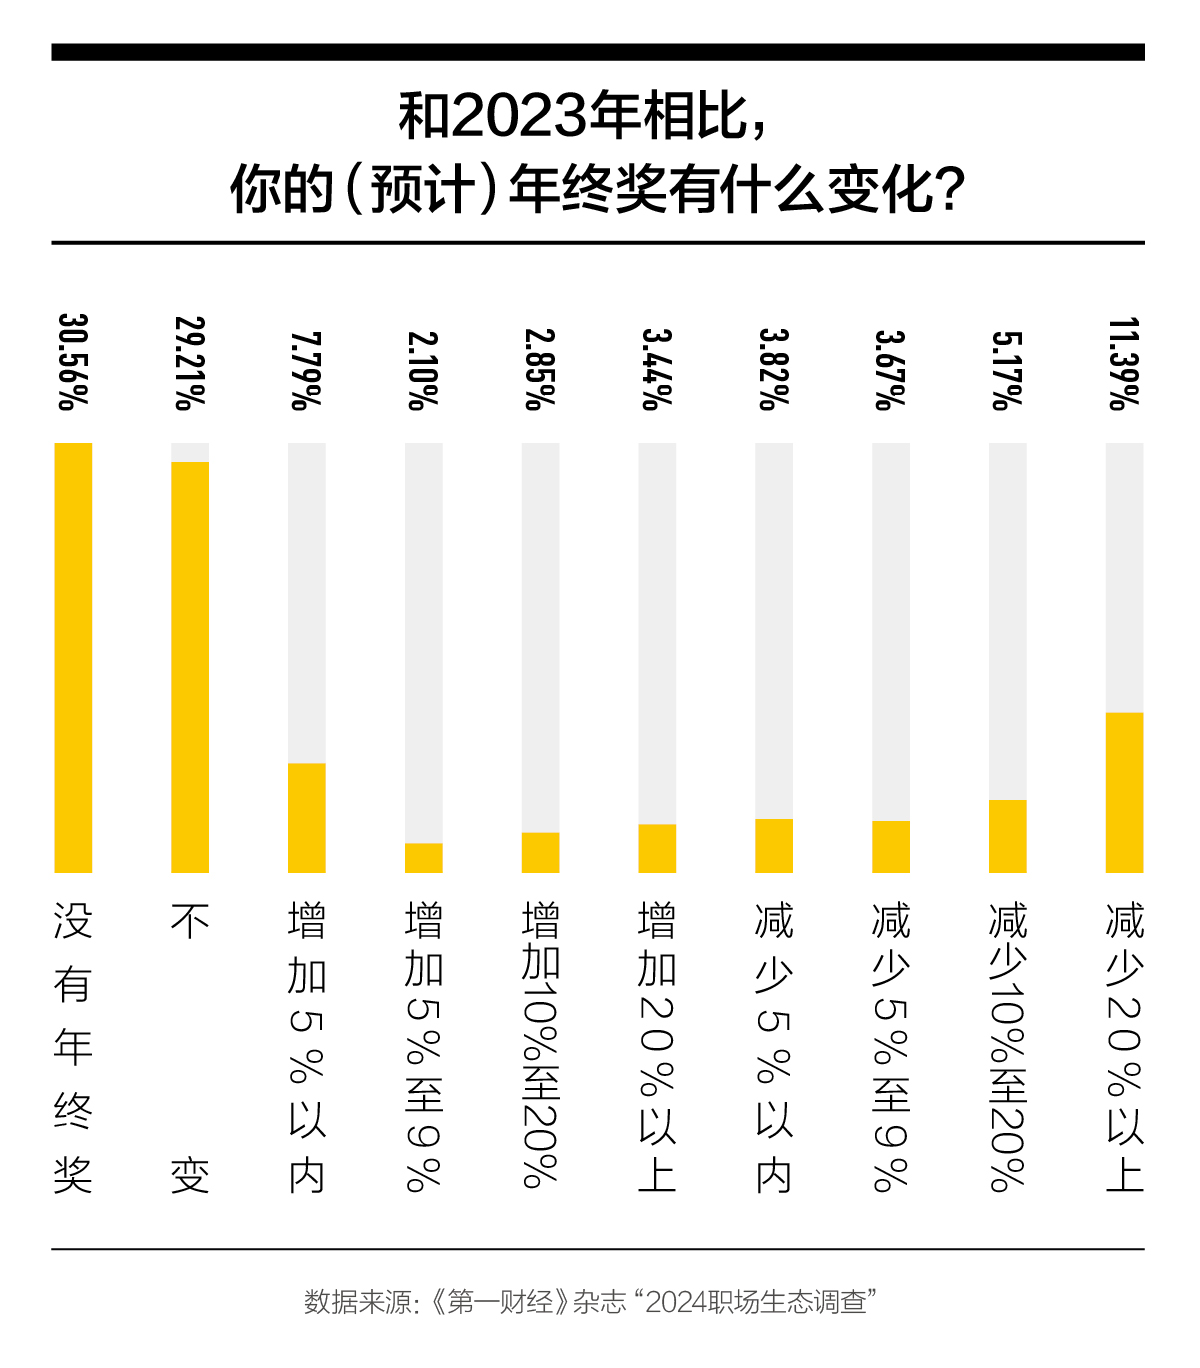 和2023年相比，
你的（预计）年终奖有什么变化？
30.56%
29.21%
7.79%
2.10%
2.85%
3.44%
3.82%
3.67%
5.17%
11.39%
没有年终奖
不变
增加5%以内
增加5%至9%
增加10%至20%
增加20%以上
减少5%以内
减少5%至9%
减少10%至20%
减少20%以上
数据来源：《第一财经》杂志“2024职场生态调查”